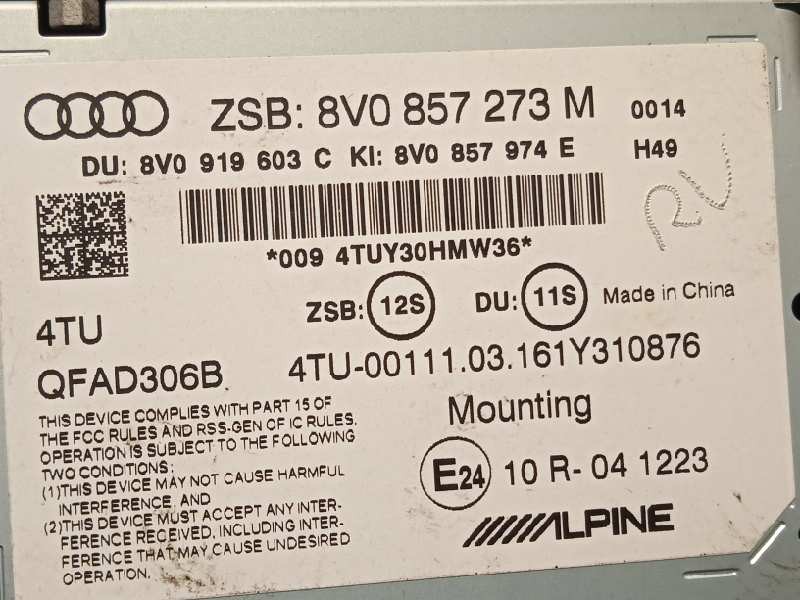 ZSB: 8V0 857 273 M 0014
DU: 8V0 919 603 C KI: 8V0 857 974 E H49
*009 4TUY30HMW36*
ZSB: 12S DU: 11S Made in China
4TU
QFAD306B 4TU-00111.03.161Y310876
THIS DEVICE COMPLIES WITH PART 15 OF
THE FCC RULES AND RSS-GEN OF IC RULES.
OPERATION IS SUBJECT TO THE FOLLOWING
TWO CONDITIONS:
(1)THIS DEVICE MAY NOT CAUSE HARMFUL
INTERFERENCE, AND
(2)THIS DEVICE MUST ACCEPT ANY INTER-
FERENCE RECEIVED, INCLUDING INTER-
FERENCE THAT MAY CAUSE UNDESIRED
OPERATION.
Mounting
E24 10 R- 04 1223
ALPINE